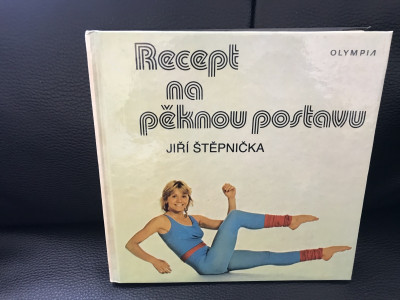 Recept
OLYMPIA
na
pěknou postavu
JIŘÍ ŠTĚPNIČKA